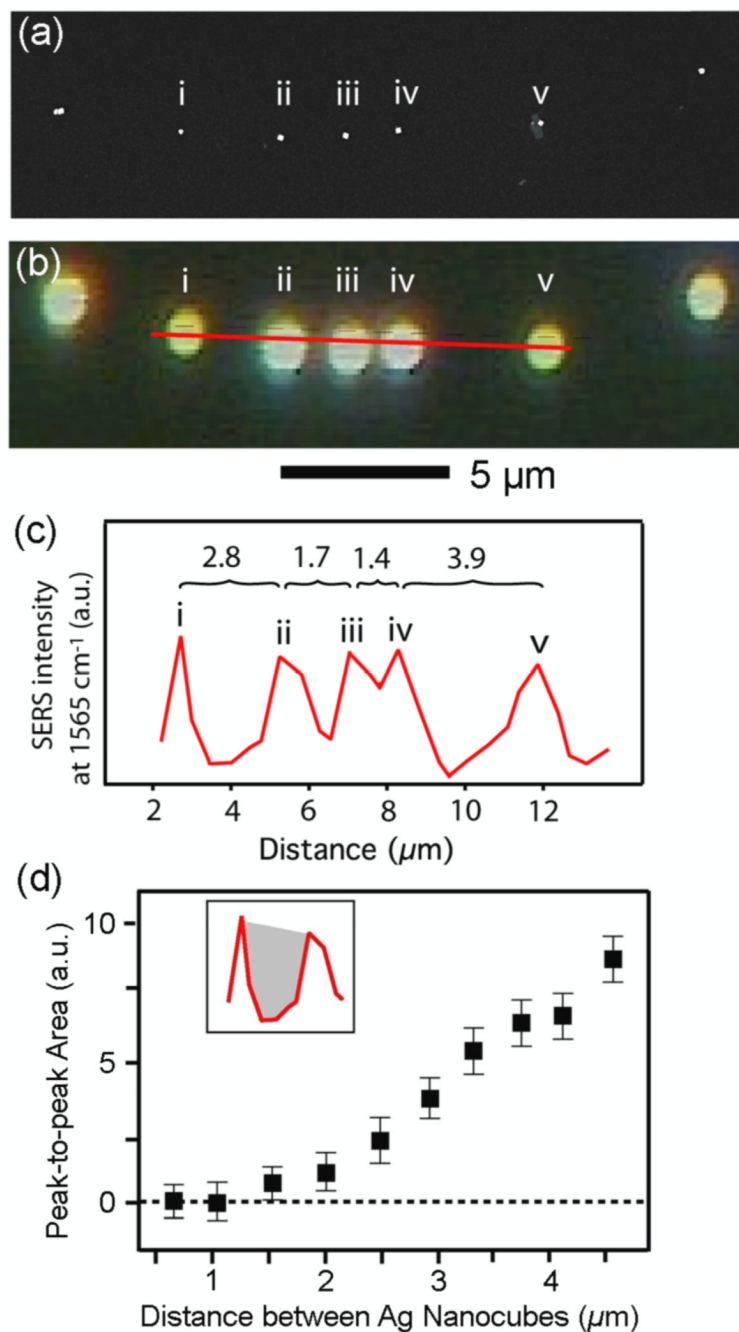 (a)
i ii iii iv v
(b)
i ii iii iv v
5 µm
(c)
2.8 1.7 1.4 3.9
i ii iii iv v
SERS intensity
at 1565 cm⁻¹ (a.u.)
2 4 6 8 10 12
Distance (µm)
(d)
10
5
0
Peak-to-peak Area (a.u.)
1 2 3 4
Distance between Ag Nanocubes (µm)